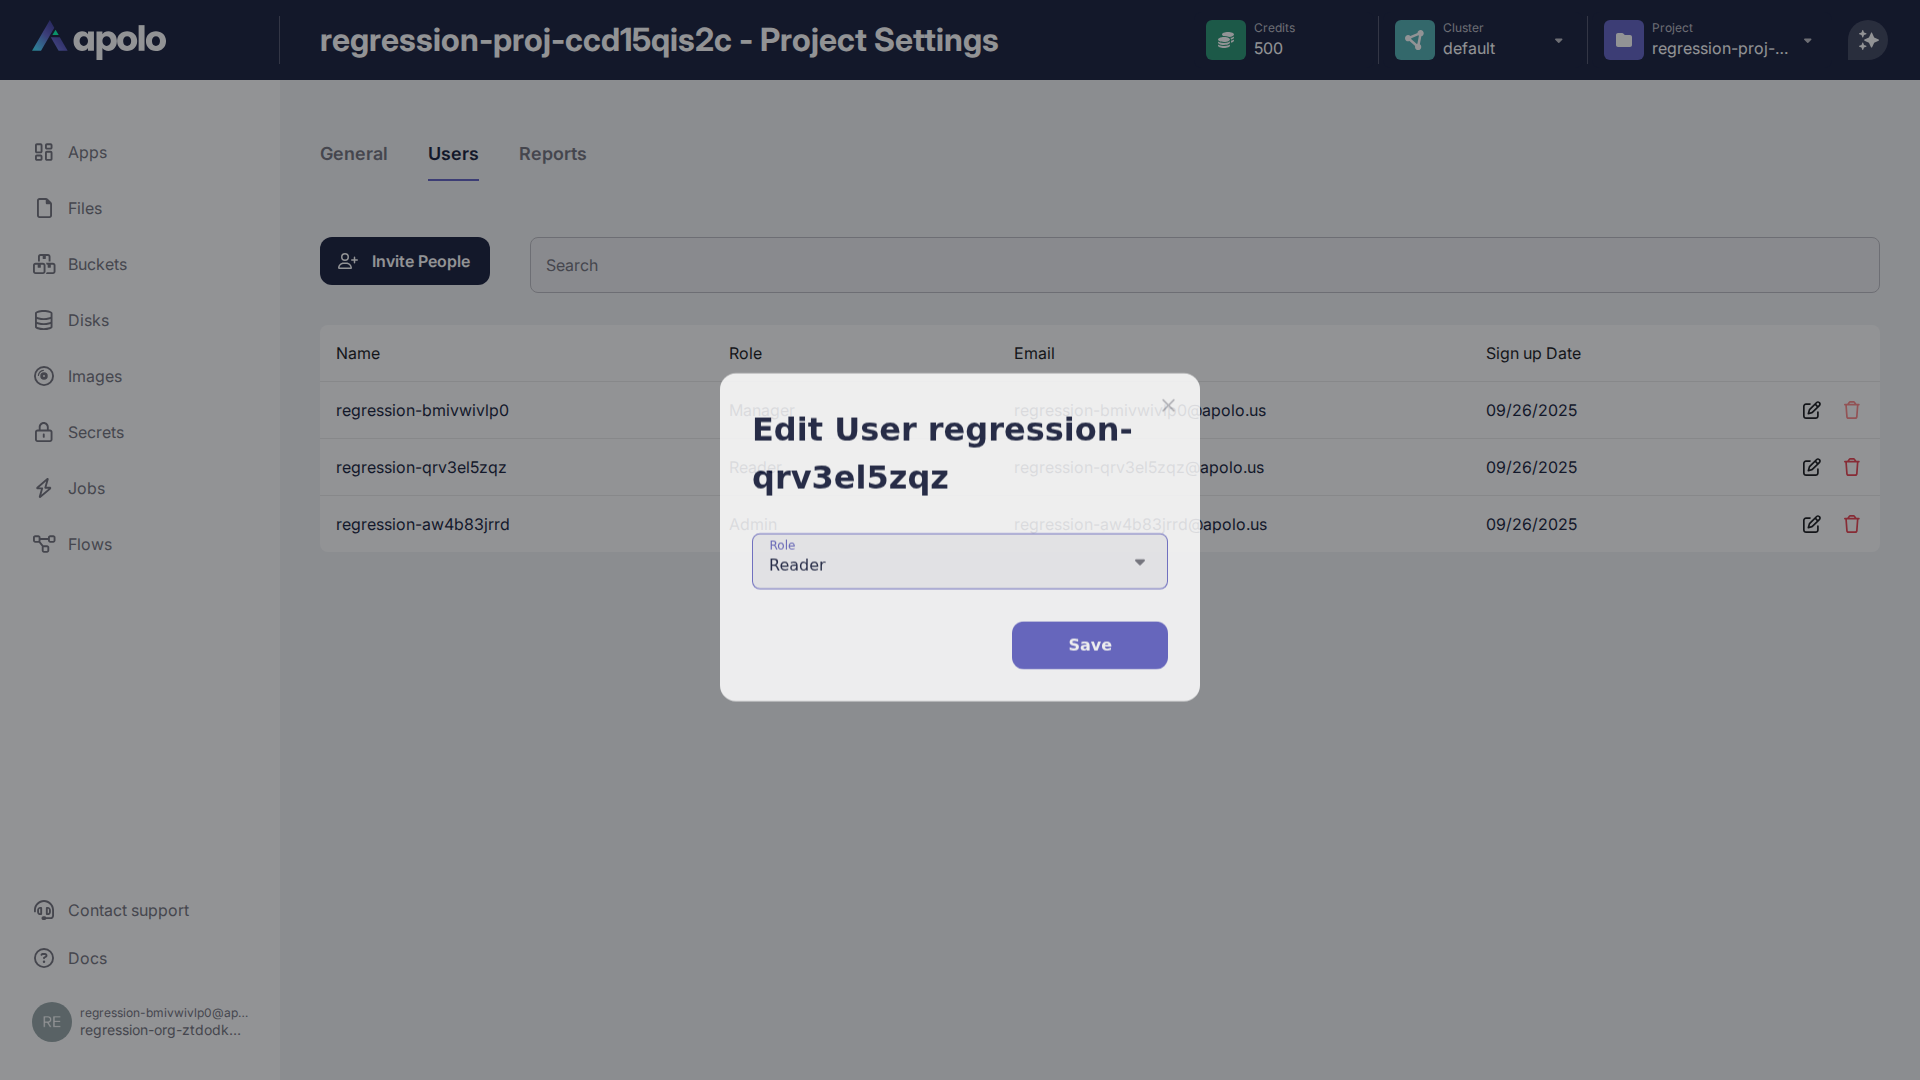 apolo
regression-proj-ccd15qis2c - Project Settings
Credits
500
Cluster
default
Project
regression-proj-...
Apps
Files
Buckets
Disks
Images
Secrets
Jobs
Flows
Contact support
Docs
RE
regression-bmivwivlp0@ap...
regression-org-ztdodk...
General
Users
Reports
Invite People
Search
Name Role Email Sign up Date
regression-bmivwivlp0 Manager regression-bmivwivlp0@apolo.us 09/26/2025
regression-qrv3el5zqz Reader regression-qrv3el5zqz@apolo.us 09/26/2025
regression-aw4b83jrrd Admin regression-aw4b83jrrd@apolo.us 09/26/2025
Edit User regression-
qrv3el5zqz
Role
Reader
Save